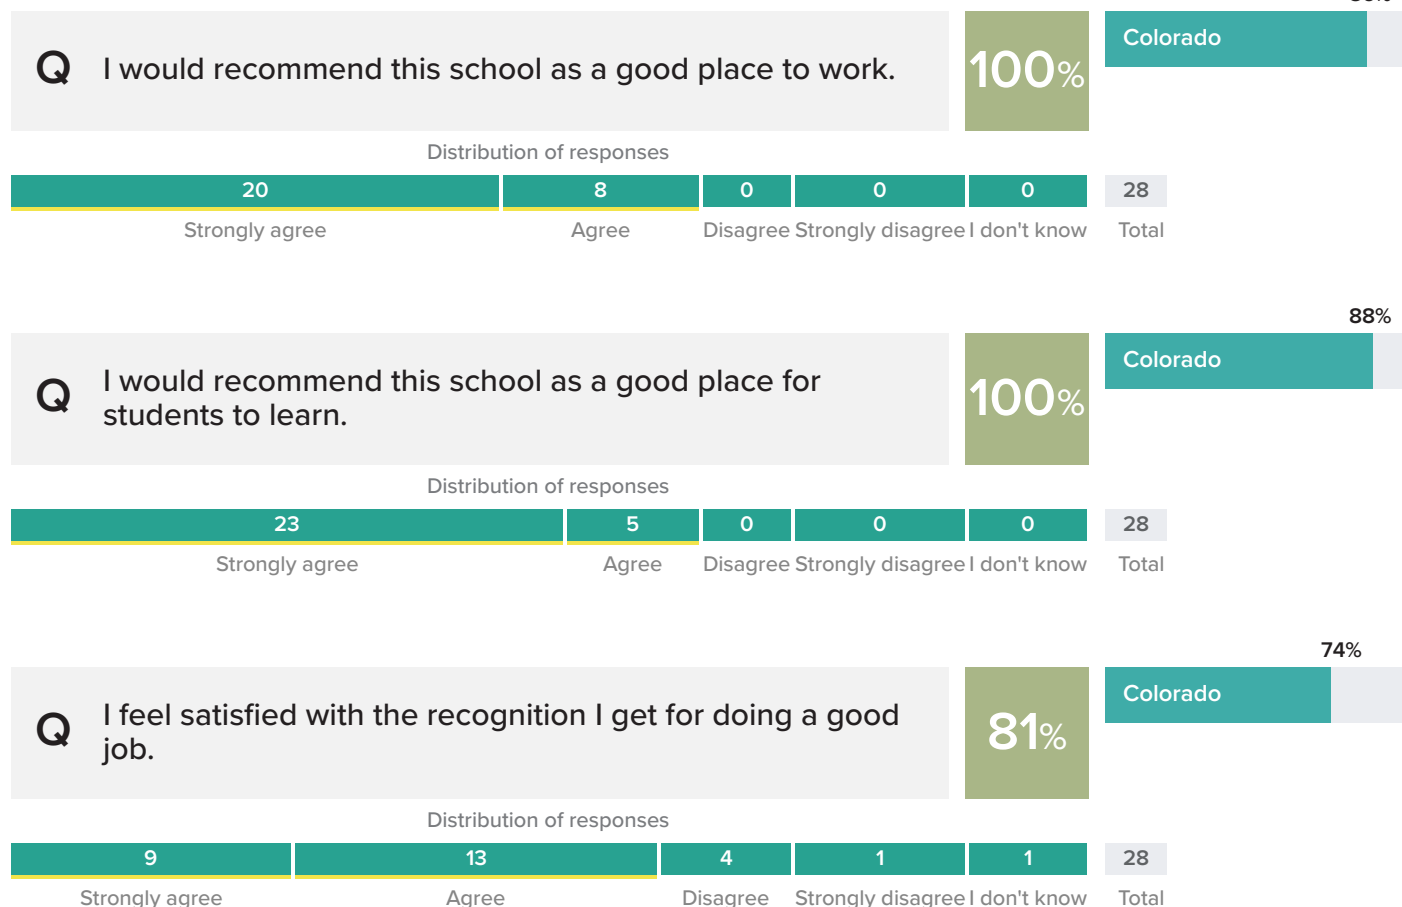 Q I would recommend this school as a good place to work. 100% Colorado
Distribution of responses
20 8 0 0 0 28
Strongly agree Agree Disagree Strongly disagree I don't know Total
88%
Q I would recommend this school as a good place for
students to learn. 100% Colorado
Distribution of responses
23 5 0 0 0 28
Strongly agree Agree Disagree Strongly disagree I don't know Total
74%
Q I feel satisfied with the recognition I get for doing a good
job. 81% Colorado
Distribution of responses
9 13 4 1 1 28
Strongly agree Agree Disagree Strongly disagree I don't know Total